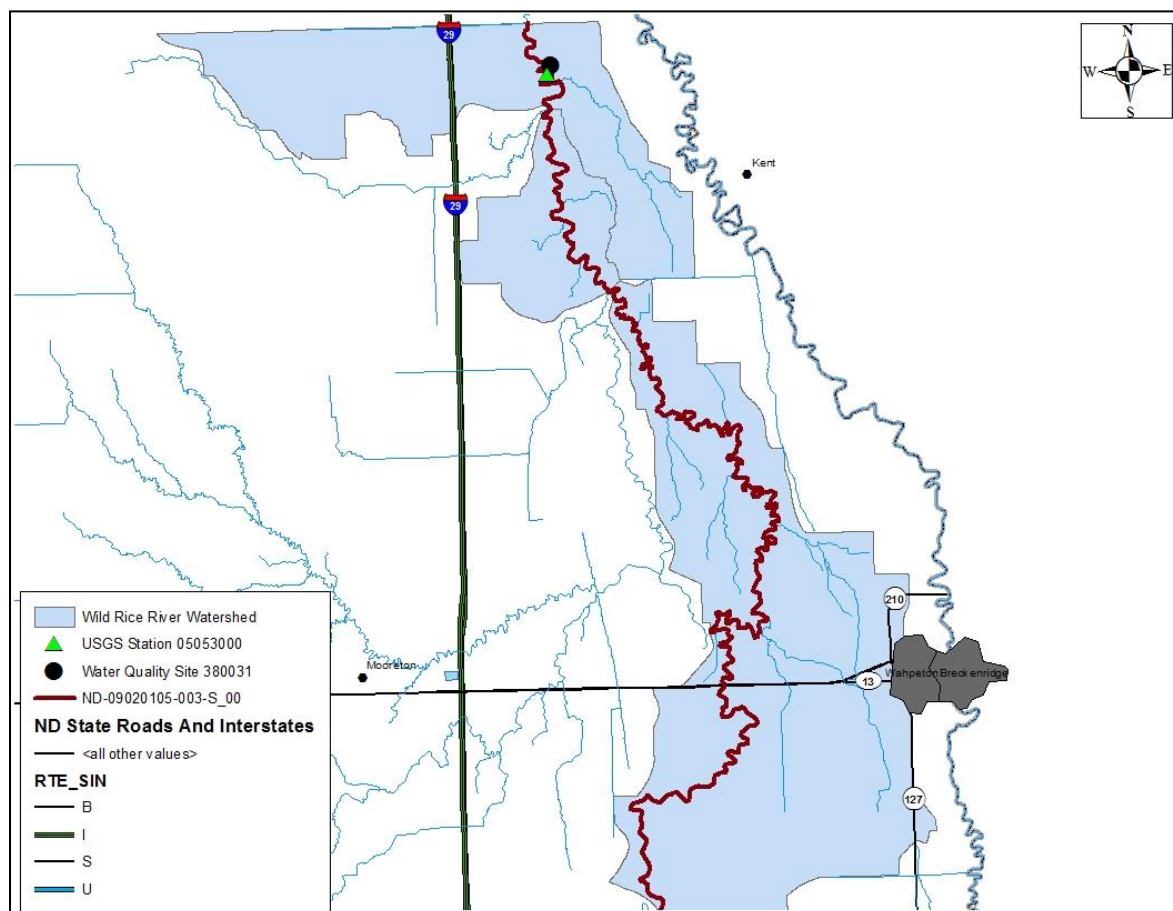 29
N
W
E
S
Kent
29
210
Wahpeton Breckenridge
Mooreton
13
127
Wild Rice River Watershed
USGS Station 05053000
Water Quality Site 380031
ND-09020105-003-S_00
ND State Roads And Interstates
<all other values>
RTE_SIN
B
I
S
U